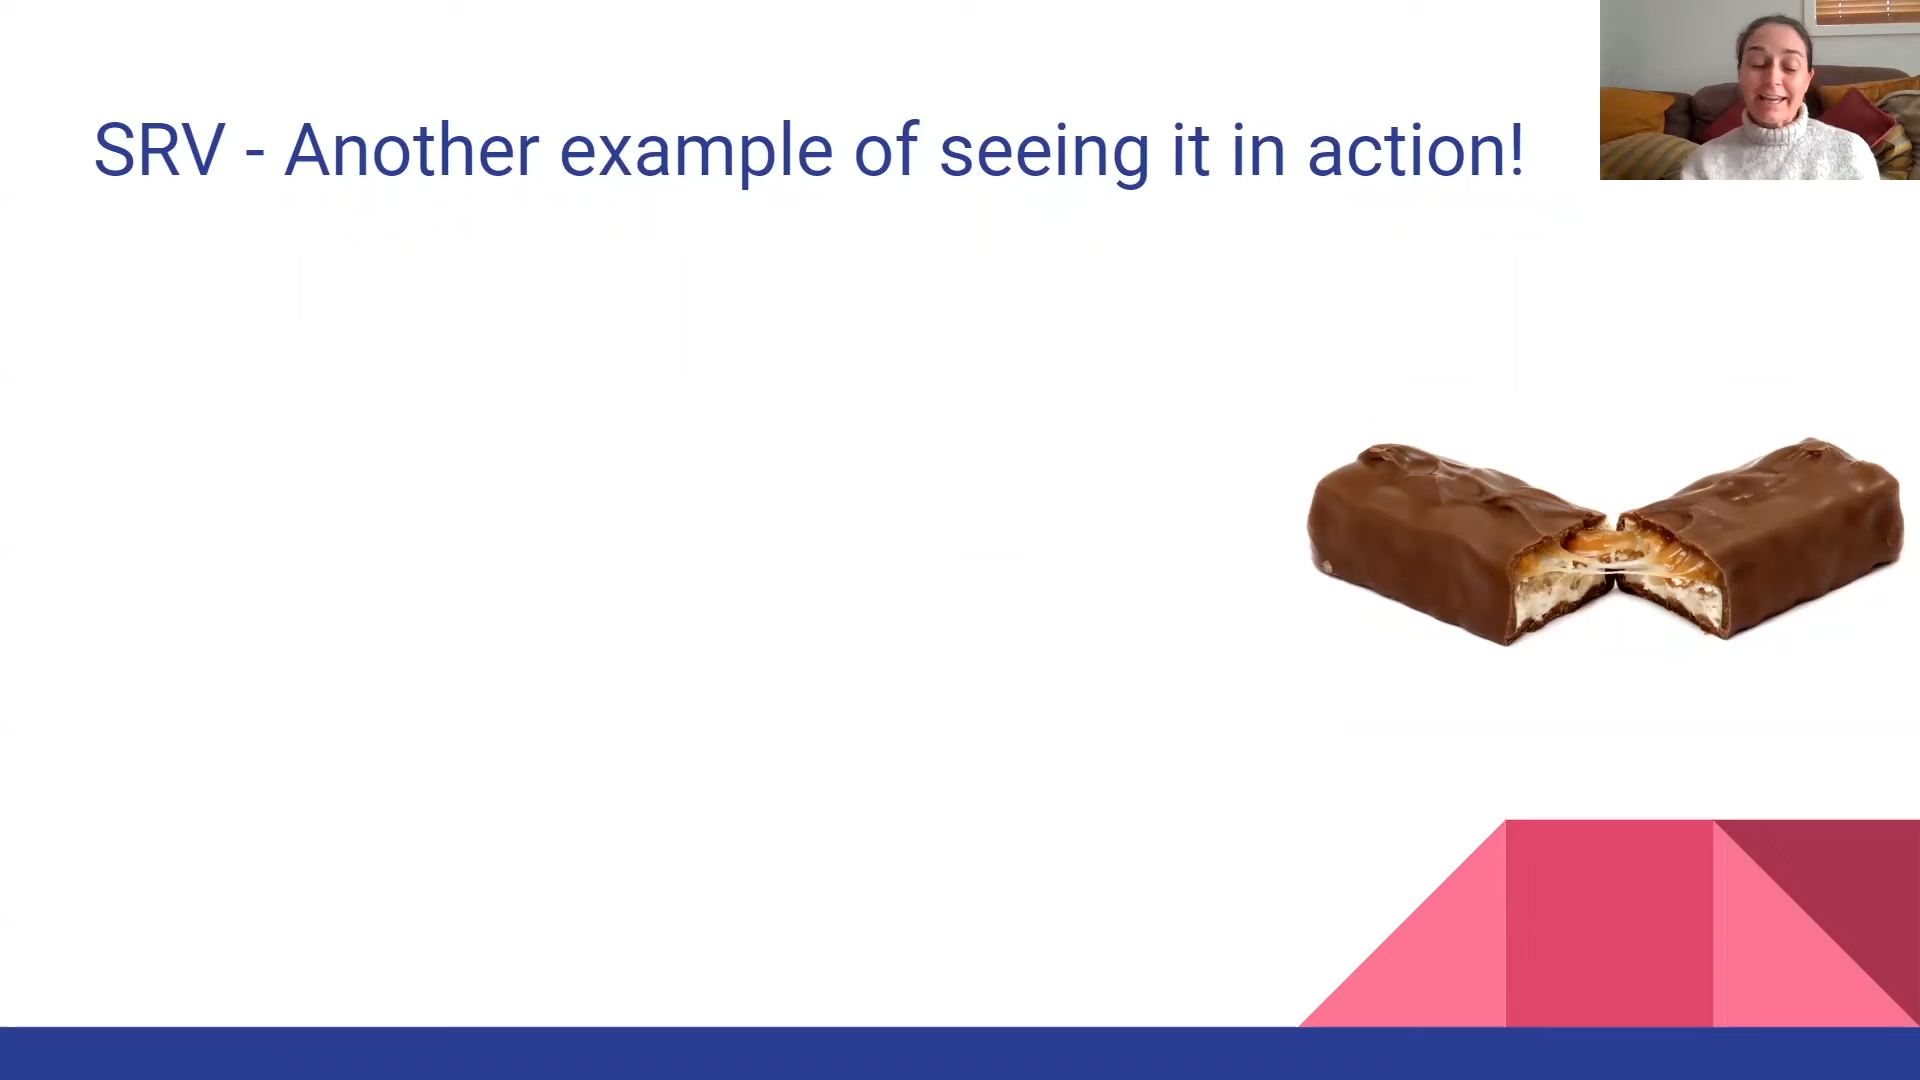 SRV - Another example of seeing it in action!